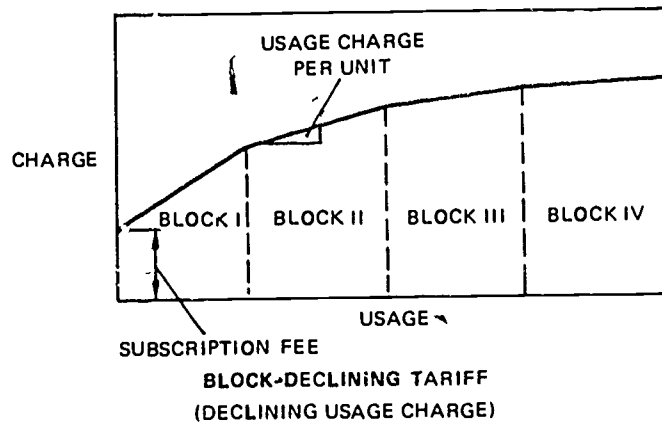 USAGE CHARGE
PER UNIT
CHARGE
BLOCK I
BLOCK II
BLOCK III
BLOCK IV
USAGE
SUBSCRIPTION FEE
BLOCK-DECLINING TARIFF
(DECLINING USAGE CHARGE)